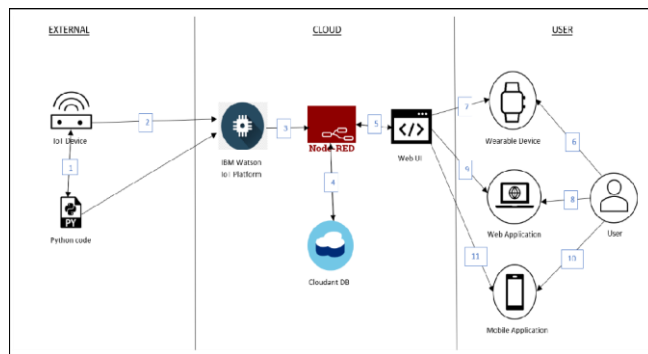 EXTERNAL
CLOUD
USER
2
IoT Device
1
PY
Python code
IBM Watson
IoT Platform
3
Node-RED
4
Cloudant DB
5
</>
Web UI
7
Wearable Device
6
9
Web Application
8
User
11
10
Mobile Application